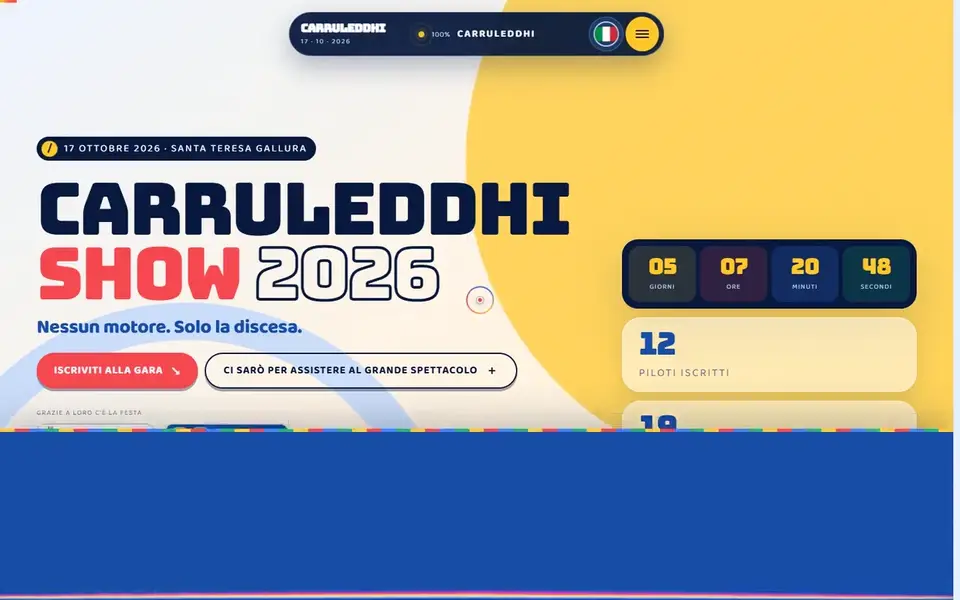 CARRULEDDHI
17 - 10 - 2026
100% CARRULEDDHI
/ 17 OTTOBRE 2026 · SANTA TERESA GALLURA
CARRULEDDHI
SHOW 2026
Nessun motore. Solo la discesa.
ISCRIVITI ALLA GARA ↘
CI SARÒ PER ASSISTERE AL GRANDE SPETTACOLO +
GRAZIE A LORO C'È LA FESTA
05 07 20 48
GIORNI ORE MINUTI SECONDI
12
PILOTI ISCRITTI